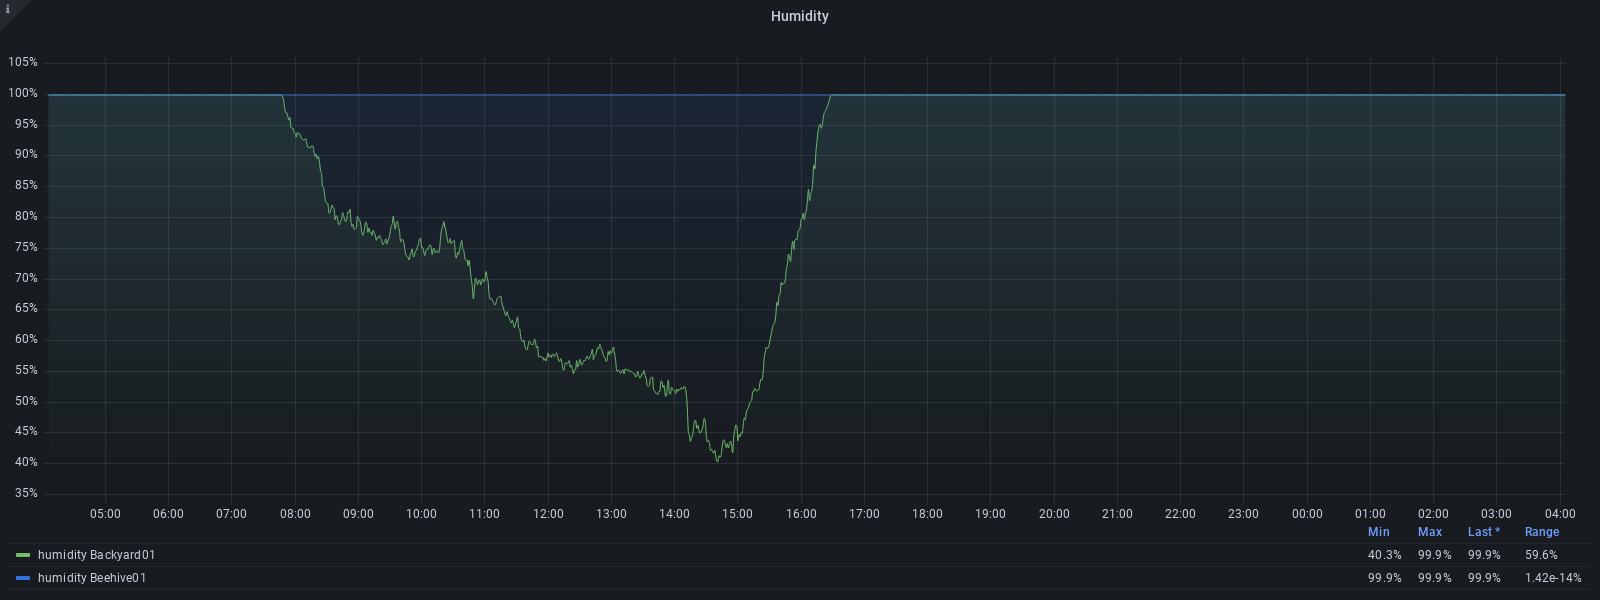 i
Humidity
105%
100%
95%
90%
85%
80%
75%
70%
65%
60%
55%
50%
45%
40%
35%
05:00 06:00 07:00 08:00 09:00 10:00 11:00 12:00 13:00 14:00 15:00 16:00 17:00 18:00 19:00 20:00 21:00 22:00 23:00 00:00 01:00 02:00 03:00 04:00
Min Max Last * Range
humidity Backyard01 40.3% 99.9% 99.9% 59.6%
humidity Beehive01 99.9% 99.9% 99.9% 1.42e-14%